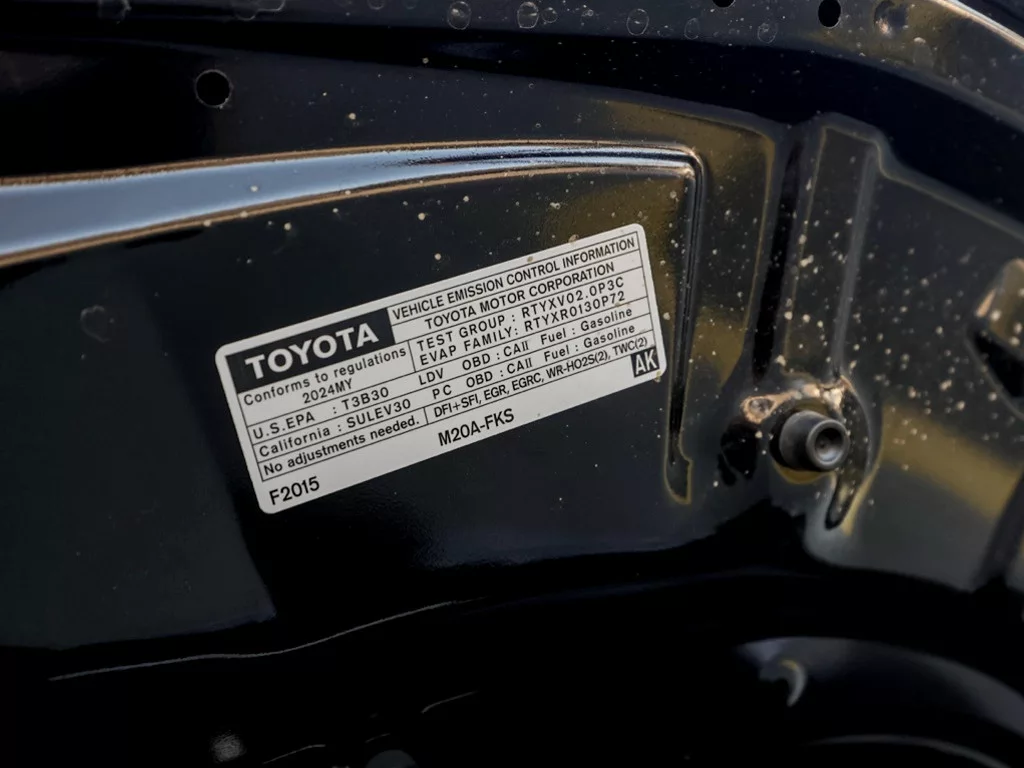 TOYOTA
VEHICLE EMISSION CONTROL INFORMATION
TOYOTA MOTOR CORPORATION
Conforms to regulations
2024MY
TEST GROUP : RTYXV02.0P3C
EVAP FAMILY: RTYXR0130P72
U.S.EPA : T3B30 LDV OBD : CAII Fuel : Gasoline
California : SULEV30 PC OBD : CAII Fuel : Gasoline
No adjustments needed. DFI+SFI, EGR, EGRC, WR-HO2S(2), TWC(2)
AK
M20A-FKS
F2015